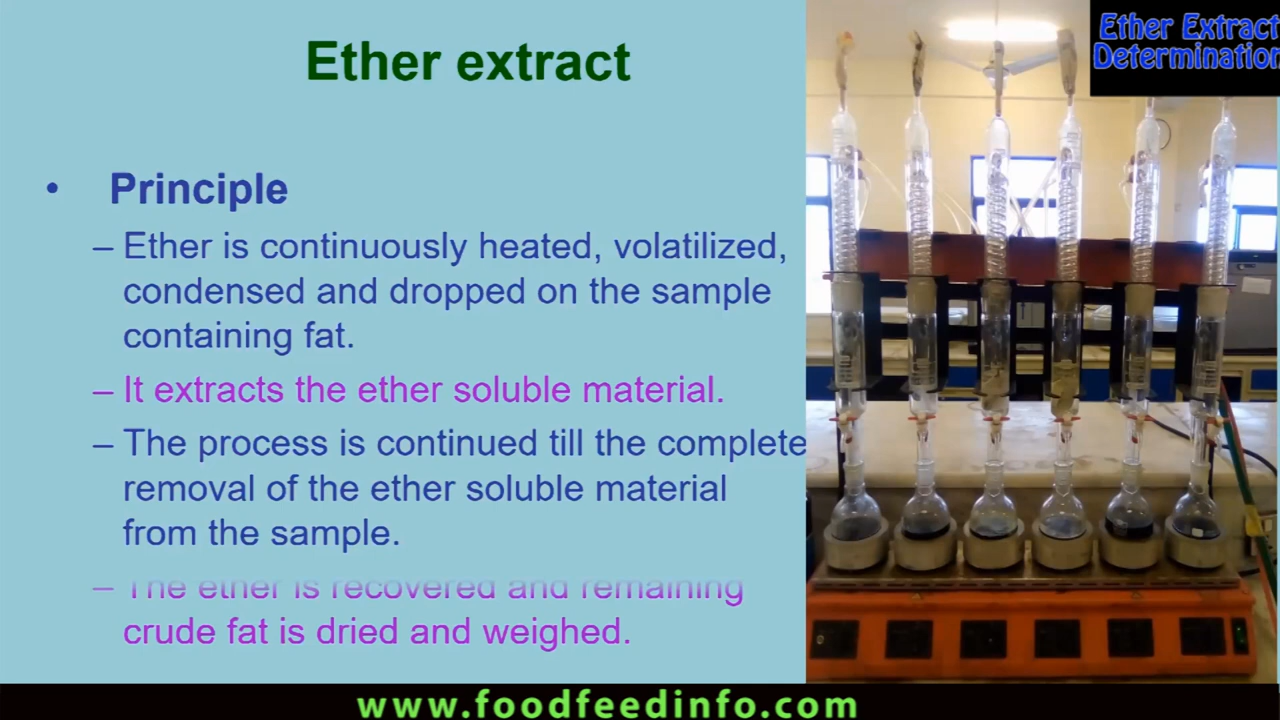 Ether extract
Ether Extract
Determination
• Principle
– Ether is continuously heated, volatilized,
condensed and dropped on the sample
containing fat.
– It extracts the ether soluble material.
– The process is continued till the complete
removal of the ether soluble material
from the sample.
– The ether is recovered and remaining
crude fat is dried and weighed.
www.foodfeedinfo.com